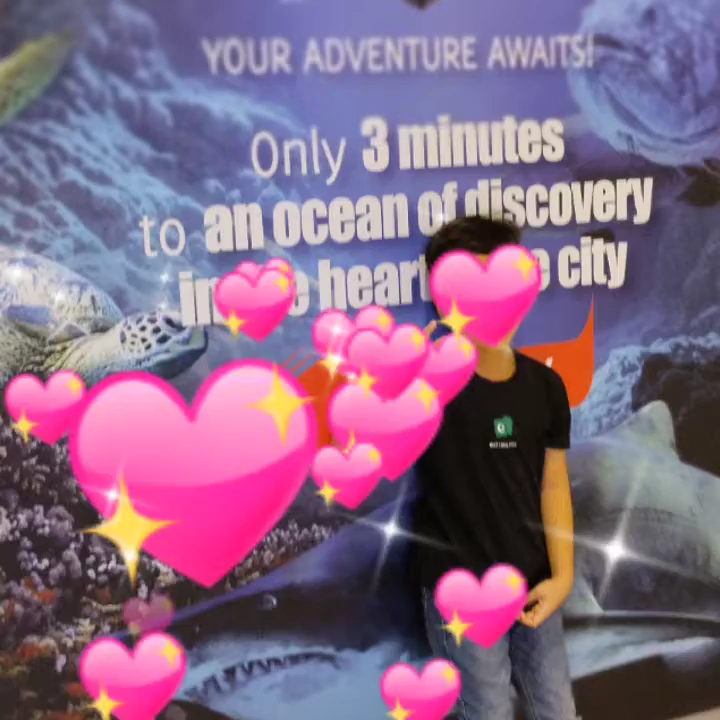 YOUR ADVENTURE AWAITS!
Only 3 minutes
to an ocean of discovery
in heart city